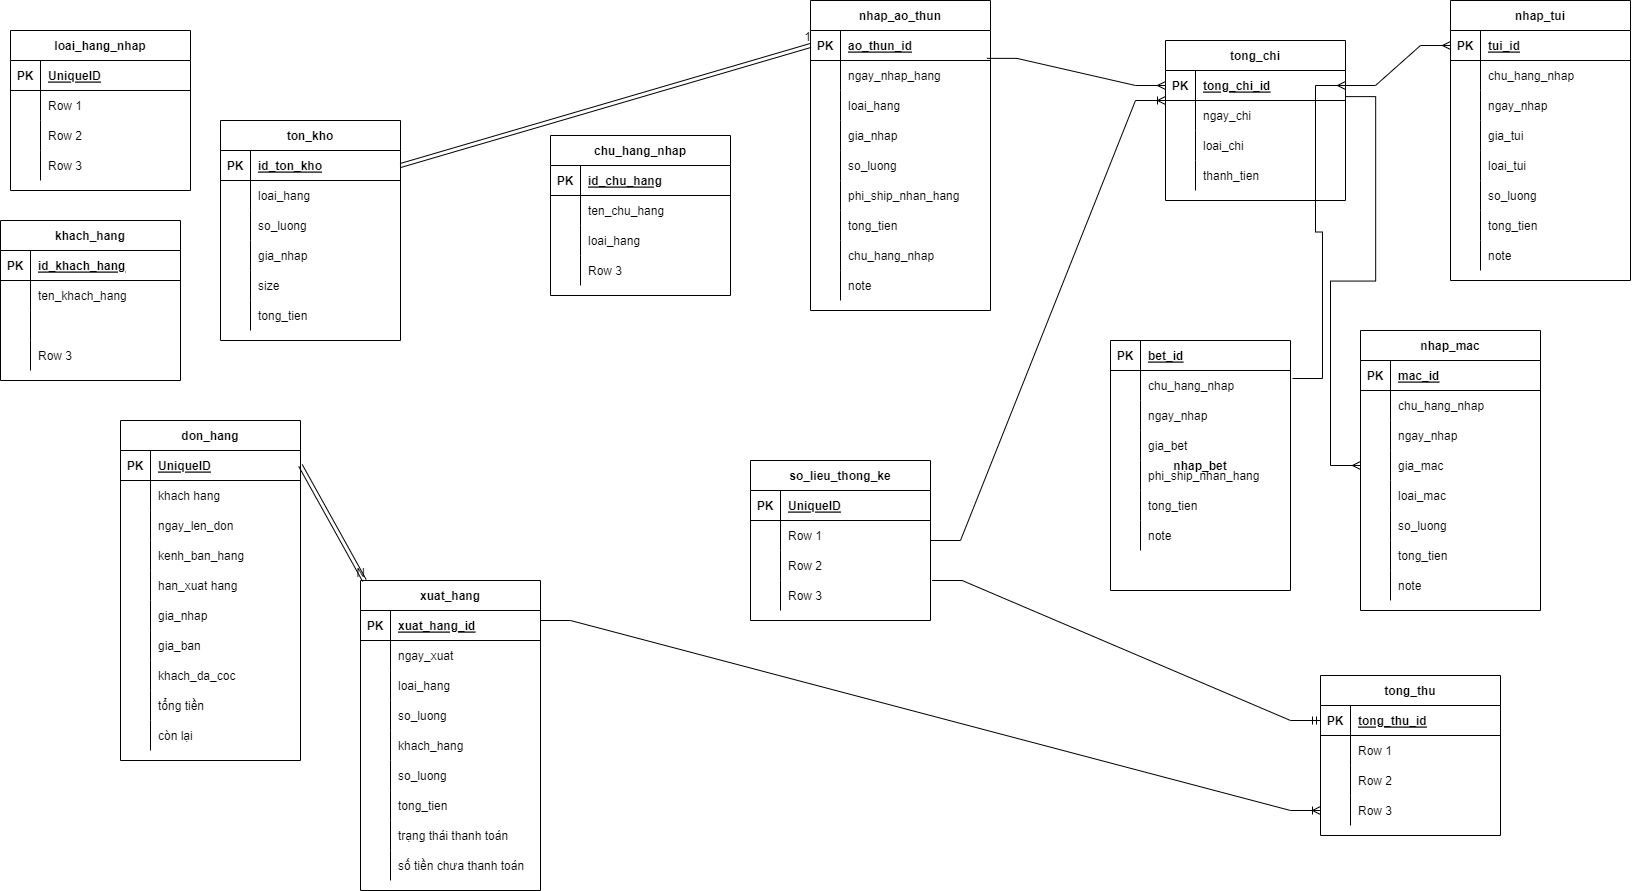 loai_hang_nhap
PK UniqueID
Row 1
Row 2
Row 3
khach_hang
PK id_khach_hang
ten_khach_hang
Row 3
ton_kho
PK id_ton_kho
loai_hang
so_luong
gia_nhap
size
tong_tien
chu_hang_nhap
PK id_chu_hang
ten_chu_hang
loai_hang
Row 3
1
nhap_ao_thun
PK ao_thun_id
ngay_nhap_hang
loai_hang
gia_nhap
so_luong
phi_ship_nhan_hang
tong_tien
chu_hang_nhap
note
tong_chi
PK tong_chi_id
ngay_chi
loai_chi
thanh_tien
nhap_tui
PK tui_id
chu_hang_nhap
ngay_nhap
gia_tui
loai_tui
so_luong
tong_tien
note
PK bet_id
chu_hang_nhap
ngay_nhap
gia_bet
nhap_bet
phi_ship_nhan_hang
tong_tien
note
nhap_mac
PK mac_id
chu_hang_nhap
ngay_nhap
gia_mac
loai_mac
so_luong
tong_tien
note
don_hang
PK UniqueID
khach hang
ngay_len_don
kenh_ban_hang
han_xuat hang
gia_nhap
gia_ban
khach_da_coc
tổng tiền
còn lại
N
xuat_hang
PK xuat_hang_id
ngay_xuat
loai_hang
so_luong
khach_hang
so_luong
tong_tien
trạng thái thanh toán
số tiền chưa thanh toán
so_lieu_thong_ke
PK UniqueID
Row 1
Row 2
Row 3
tong_thu
PK tong_thu_id
Row 1
Row 2
Row 3